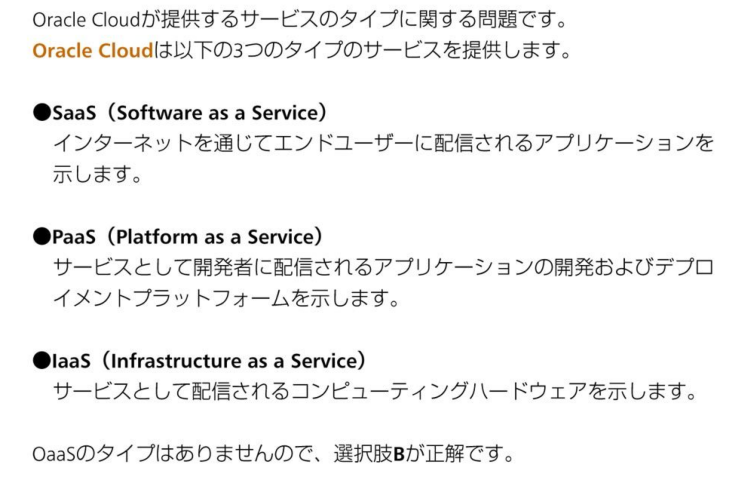 Oracle Cloudが提供するサービスのタイプに関する問題です。
Oracle Cloudは以下の3つのタイプのサービスを提供します。
●SaaS（Software as a Service）
インターネットを通じてエンドユーザーに配信されるアプリケーションを
示します。
●PaaS（Platform as a Service）
サービスとして開発者に配信されるアプリケーションの開発およびデプロ
イメントプラットフォームを示します。
●IaaS（Infrastructure as a Service）
サービスとして配信されるコンピューティングハードウェアを示します。
OaaSのタイプはありませんので、選択肢Bが正解です。